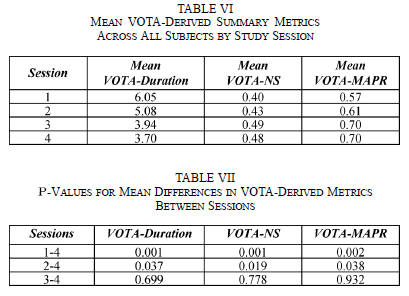 TABLE VI
MEAN VOTA-DERIVED SUMMARY METRICS
ACROSS ALL SUBJECTS BY STUDY SESSION
Session Mean VOTA-Duration Mean VOTA-NS Mean VOTA-MAPR
1 6.05 0.40 0.57
2 5.08 0.43 0.61
3 3.94 0.49 0.70
4 3.70 0.48 0.70
TABLE VII
P-VALUES FOR MEAN DIFFERENCES IN VOTA-DERIVED METRICS
BETWEEN SESSIONS
Sessions VOTA-Duration VOTA-NS VOTA-MAPR
1-4 0.001 0.001 0.002
2-4 0.037 0.019 0.038
3-4 0.699 0.778 0.932